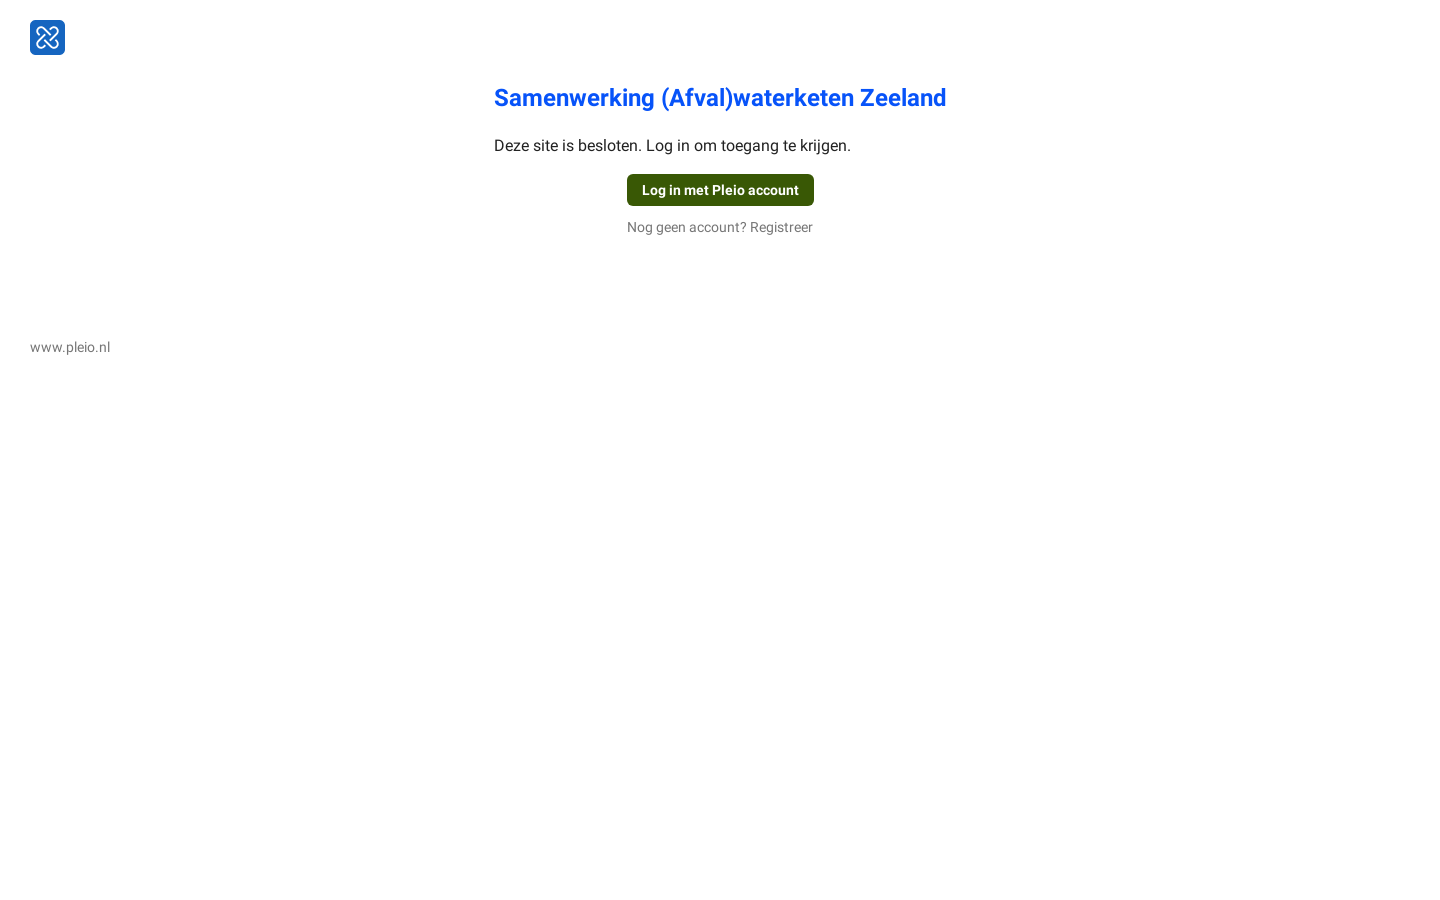 Samenwerking (Afval)waterketen Zeeland
Deze site is besloten. Log in om toegang te krijgen.
Log in met Pleio account
Nog geen account? Registreer
www.pleio.nl